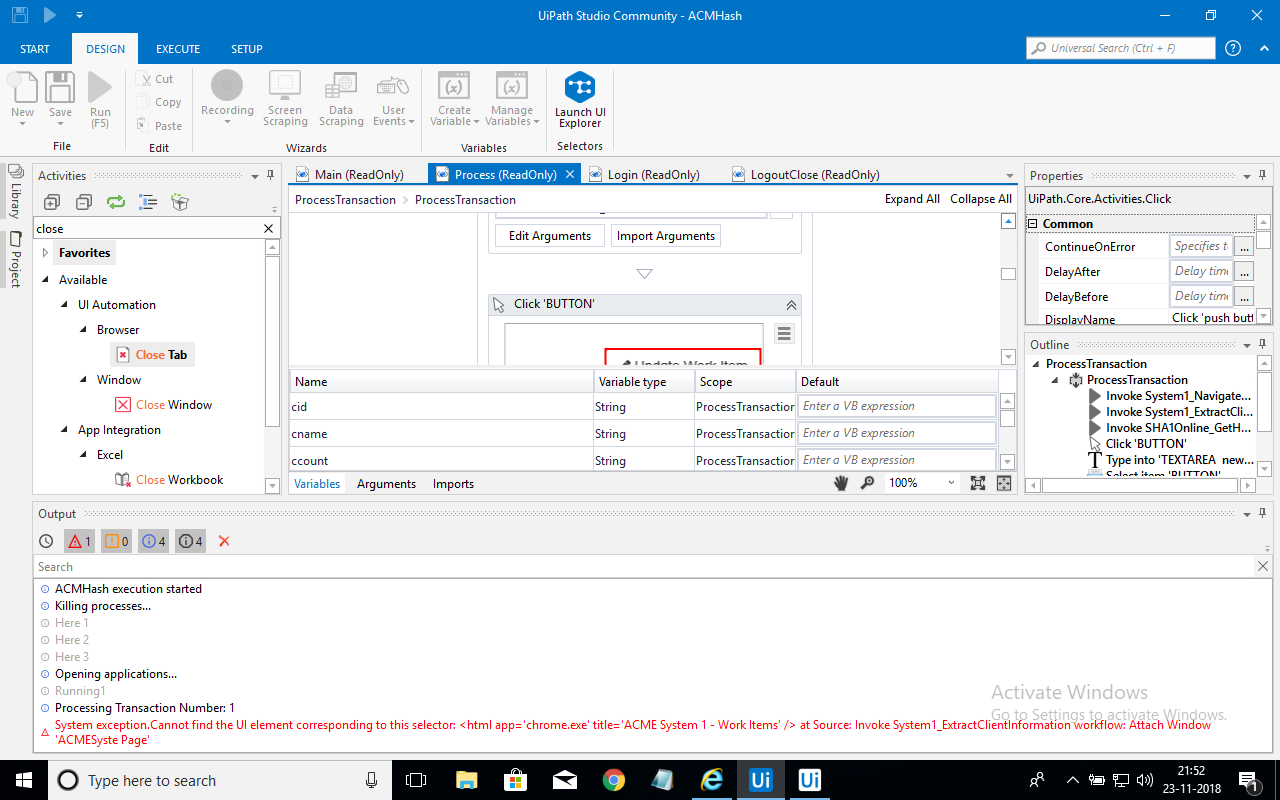 UiPath Studio Community - ACMHash
START DESIGN EXECUTE SETUP
Universal Search (Ctrl + F)
New Save Run (F5)
File
Cut
Copy
Paste
Edit
Recording
Screen Scraping
Data Scraping
User Events
Wizards
Create Variable
Manage Variables
Variables
Launch UI Explorer
Selectors
Library
Project
Activities
close
Favorites
Available
UI Automation
Browser
Close Tab
Window
Close Window
App Integration
Excel
Close Workbook
Main (ReadOnly) Process (ReadOnly) Login (ReadOnly) LogoutClose (ReadOnly)
ProcessTransaction ProcessTransaction Expand All Collapse All
Edit Arguments Import Arguments
Click 'BUTTON'
Update Work Item
Name Variable type Scope Default
cid String ProcessTransaction Enter a VB expression
cname String ProcessTransaction Enter a VB expression
ccount String ProcessTransaction Enter a VB expression
Variables Arguments Imports 100%
Properties
UiPath.Core.Activities.Click
Common
ContinueOnError Specifies t ...
DelayAfter Delay time ...
DelayBefore Delay time ...
DisplayName Click 'push butt
Outline
ProcessTransaction
ProcessTransaction
Invoke System1_Navigate...
Invoke System1_ExtractCli...
Invoke SHA1Online_GetH...
Click 'BUTTON'
Type into 'TEXTAREA new...
Select item 'BUTTON'
Output
1 0 4 4
Search
ACMHash execution started
Killing processes...
Here 1
Here 2
Here 3
Opening applications...
Running1
Processing Transaction Number: 1
System exception.Cannot find the UI element corresponding to this selector: <html app='chrome.exe' title='ACME System 1 - Work Items' /> at Source: Invoke System1_ExtractClientInformation workflow: Attach Window
'ACMESyste Page'
Activate Windows
Go to Settings to activate Windows.
Type here to search
Ui
Ui
21:52
23-11-2018
1